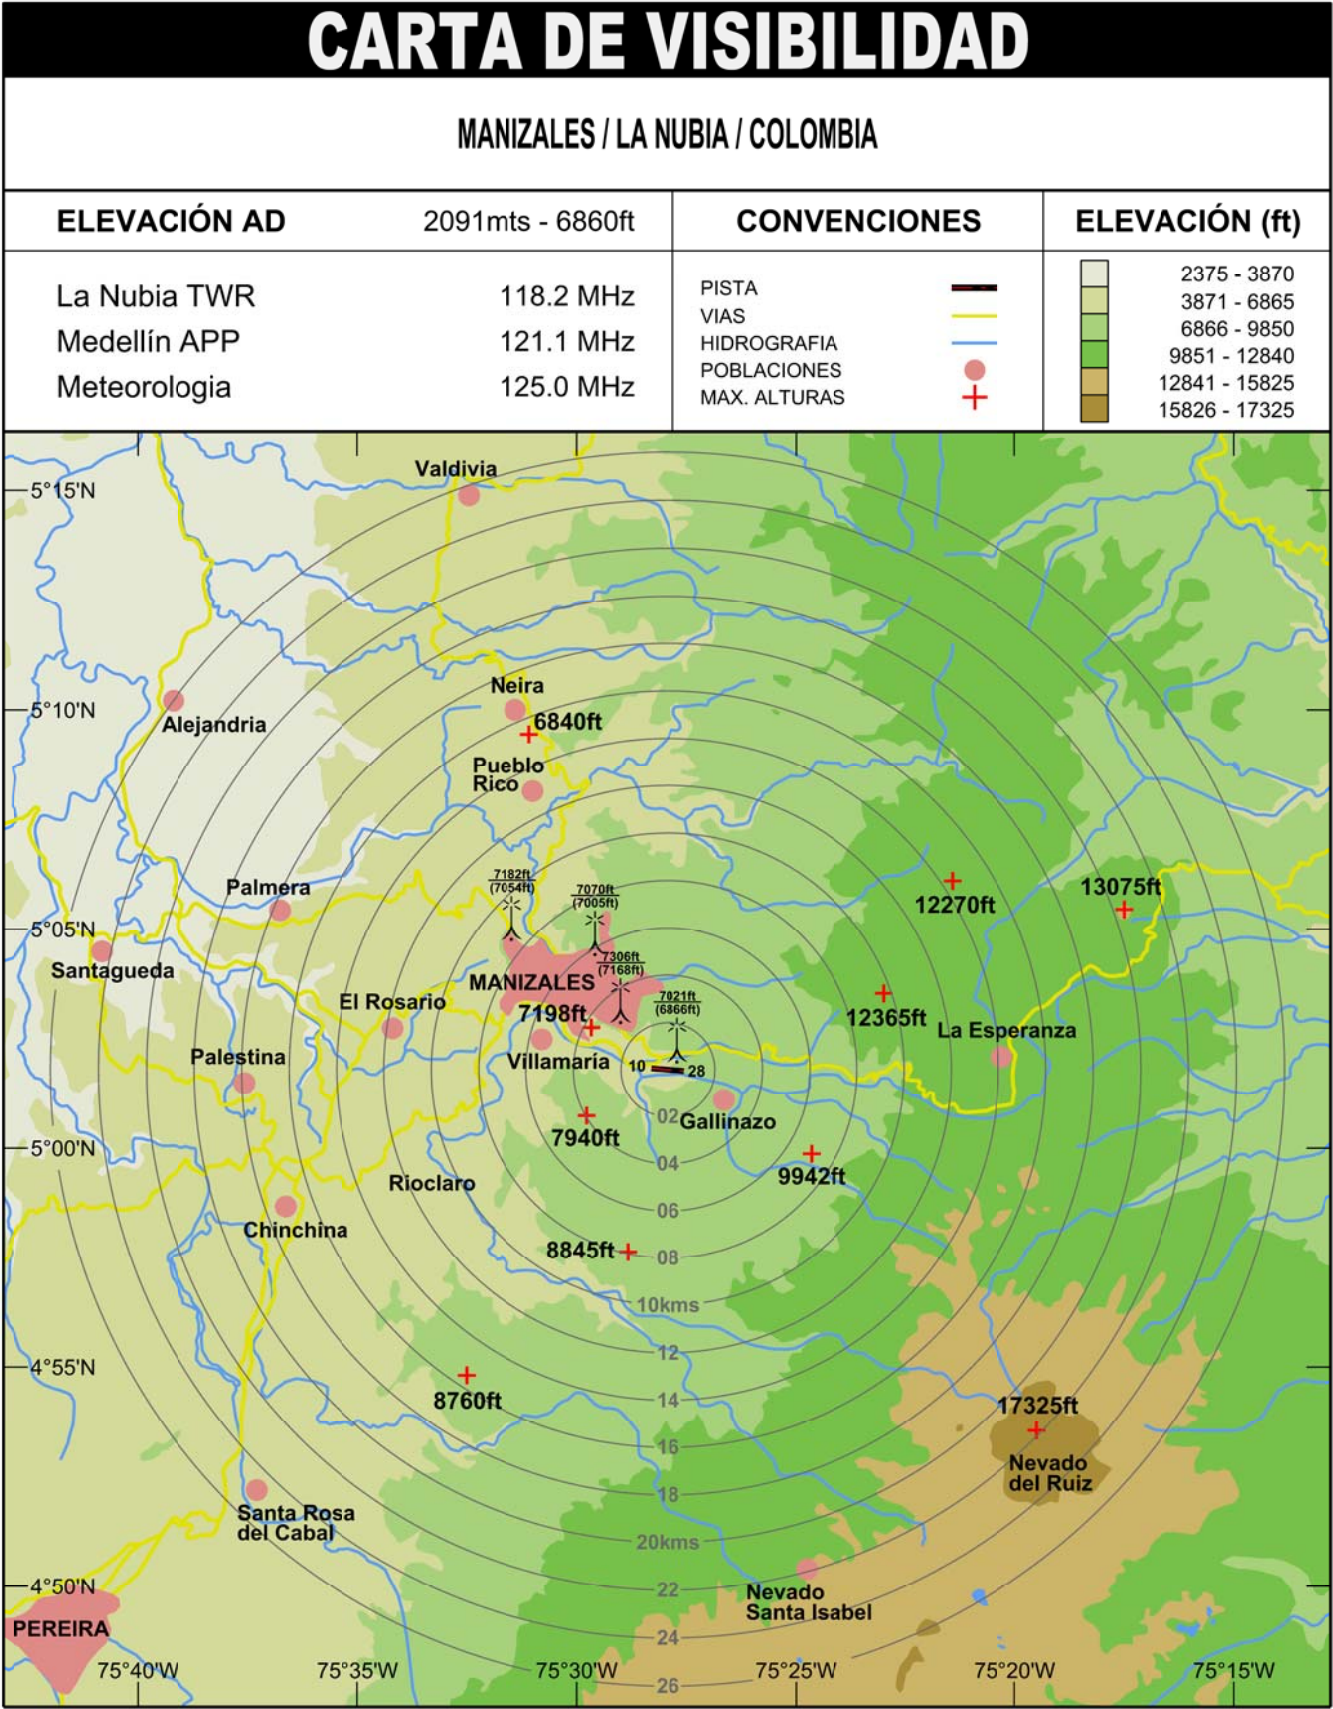 CARTA DE VISIBILIDAD
MANIZALES / LA NUBIA / COLOMBIA
ELEVACIÓN AD 2091mts - 6860ft
La Nubia TWR 118.2 MHz
Medellín APP 121.1 MHz
Meteorologia 125.0 MHz
CONVENCIONES
PISTA
VIAS
HIDROGRAFIA
POBLACIONES
MAX. ALTURAS
ELEVACIÓN (ft)
2375 - 3870
3871 - 6865
6866 - 9850
9851 - 12840
12841 - 15825
15826 - 17325
Valdivia
5°15'N
Neira
5°10'N
6840ft
Alejandria
Pueblo
Rico
7182ft
(7054ft)
7070ft
(7005ft)
Palmera
13075ft
12270ft
5°05'N
7306ft
(7168ft)
Santagueda
MANIZALES
El Rosario
7021ft
(6866ft)
7198ft
12365ft
La Esperanza
Palestina
Villamaría
10
28
02
Gallinazo
7940ft
5°00'N
04
9942ft
Rioclaro
06
Chinchina
8845ft
08
10kms
12
4°55'N
8760ft
14
17325ft
16
Nevado
del Ruiz
18
Santa Rosa
del Cabal
20kms
4°50'N
22
Nevado
Santa Isabel
PEREIRA
24
75°40'W
75°35'W
75°30'W
75°25'W
75°20'W
75°15'W
26